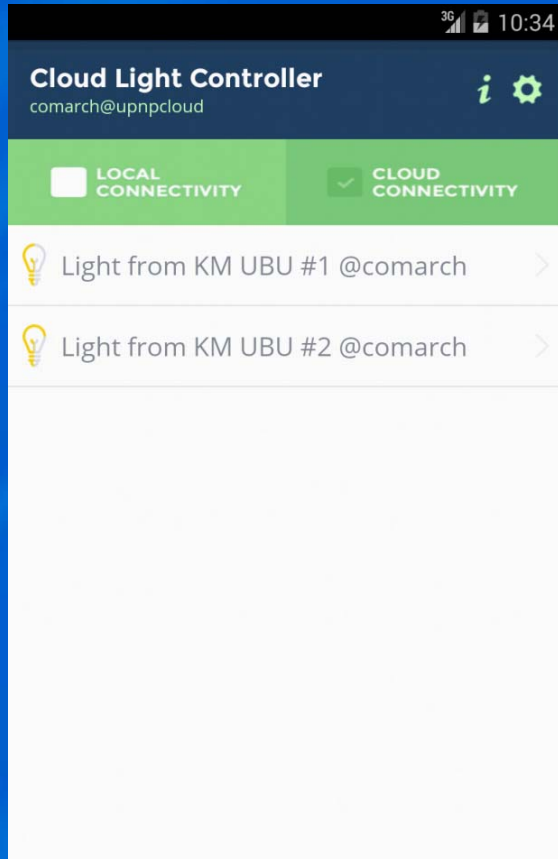 3G 10:34
Cloud Light Controller
comarch@upnpcloud
i
LOCAL
CONNECTIVITY
CLOUD
CONNECTIVITY
Light from KM UBU #1 @comarch
Light from KM UBU #2 @comarch